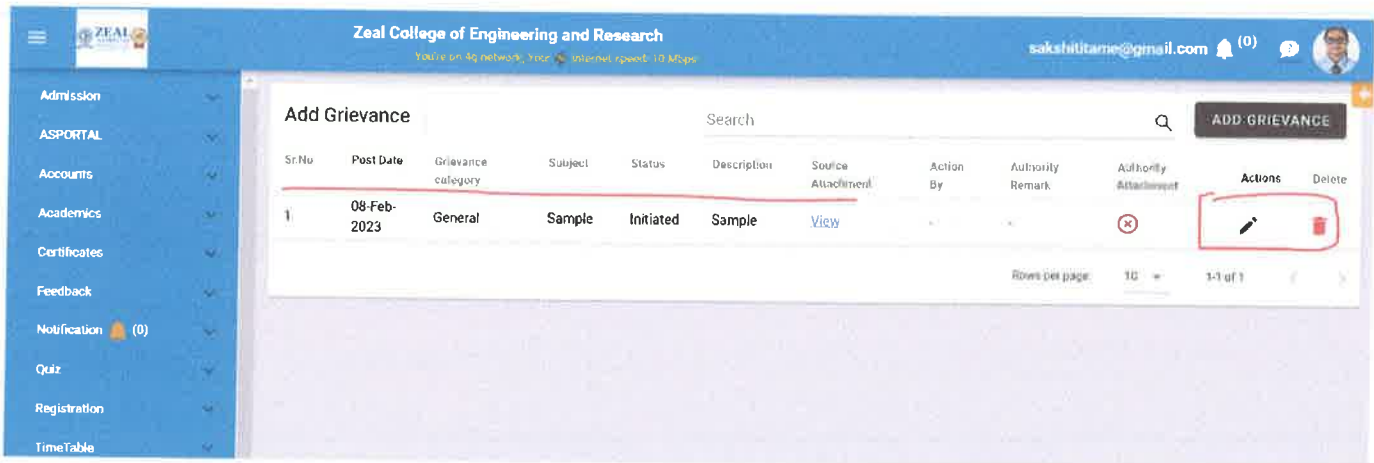 ZEAL
Zeal College of Engineering and Research
You're on 4g network, Your internet speed: 10 Mbps
sakshititame@gmail.com (0)
Admission
ASPORTAL
Accounts
Academics
Certificates
Feedback
Notification (0)
Quiz
Registration
TimeTable
Add Grievance Search ADD GRIEVANCE
Sr.No Post Date Grievance category Subject Status Description Source Attachment Action By Authority Remark Authority Attachment Actions Delete
1 08-Feb-2023 General Sample Initiated Sample View - -
Rows per page: 10 1-1 of 1